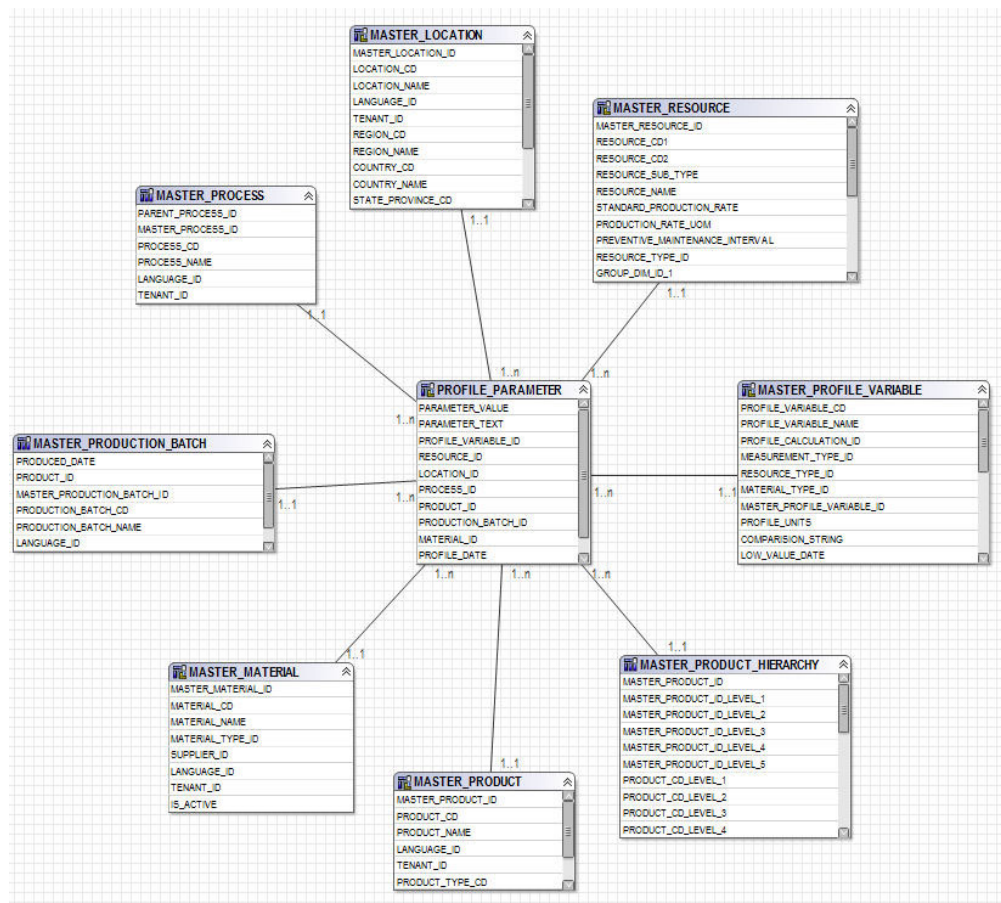 MASTER_LOCATION
MASTER_LOCATION_ID
LOCATION_CD
LOCATION_NAME
LANGUAGE_ID
TENANT_ID
REGION_CD
REGION_NAME
COUNTRY_CD
COUNTRY_NAME
STATE_PROVINCE_CD
1..1
MASTER_RESOURCE
MASTER_RESOURCE_ID
RESOURCE_CD1
RESOURCE_CD2
RESOURCE_SUB_TYPE
RESOURCE_NAME
STANDARD_PRODUCTION_RATE
PRODUCTION_RATE_UOM
PREVENTIVE_MAINTENANCE_INTERVAL
RESOURCE_TYPE_ID
GROUP_DIM_ID_1
1..1
MASTER_PROCESS
PARENT_PROCESS_ID
MASTER_PROCESS_ID
PROCESS_CD
PROCESS_NAME
LANGUAGE_ID
TENANT_ID
1..1
1..n
1..n
1..n
PROFILE_PARAMETER
PARAMETER_VALUE
PARAMETER_TEXT
PROFILE_VARIABLE_ID
RESOURCE_ID
LOCATION_ID
PROCESS_ID
PRODUCT_ID
PRODUCTION_BATCH_ID
MATERIAL_ID
PROFILE_DATE
MASTER_PROFILE_VARIABLE
PROFILE_VARIABLE_CD
PROFILE_VARIABLE_NAME
PROFILE_CALCULATION_ID
MEASUREMENT_TYPE_ID
RESOURCE_TYPE_ID
MATERIAL_TYPE_ID
MASTER_PROFILE_VARIABLE_ID
PROFILE_UNITS
COMPARISION_STRING
LOW_VALUE_DATE
1..n
1..1
MASTER_PRODUCTION_BATCH
PRODUCED_DATE
PRODUCT_ID
MASTER_PRODUCTION_BATCH_ID
PRODUCTION_BATCH_CD
PRODUCTION_BATCH_NAME
LANGUAGE_ID
1..1
1..n
1..n
1..n
1..n
1..1
MASTER_MATERIAL
MASTER_MATERIAL_ID
MATERIAL_CD
MATERIAL_NAME
MATERIAL_TYPE_ID
SUPPLIER_ID
LANGUAGE_ID
TENANT_ID
IS_ACTIVE
1..1
MASTER_PRODUCT_HIERARCHY
MASTER_PRODUCT_ID
MASTER_PRODUCT_ID_LEVEL_1
MASTER_PRODUCT_ID_LEVEL_2
MASTER_PRODUCT_ID_LEVEL_3
MASTER_PRODUCT_ID_LEVEL_4
MASTER_PRODUCT_ID_LEVEL_5
PRODUCT_CD_LEVEL_1
PRODUCT_CD_LEVEL_2
PRODUCT_CD_LEVEL_3
PRODUCT_CD_LEVEL_4
1..1
MASTER_PRODUCT
MASTER_PRODUCT_ID
PRODUCT_CD
PRODUCT_NAME
LANGUAGE_ID
TENANT_ID
PRODUCT_TYPE_CD